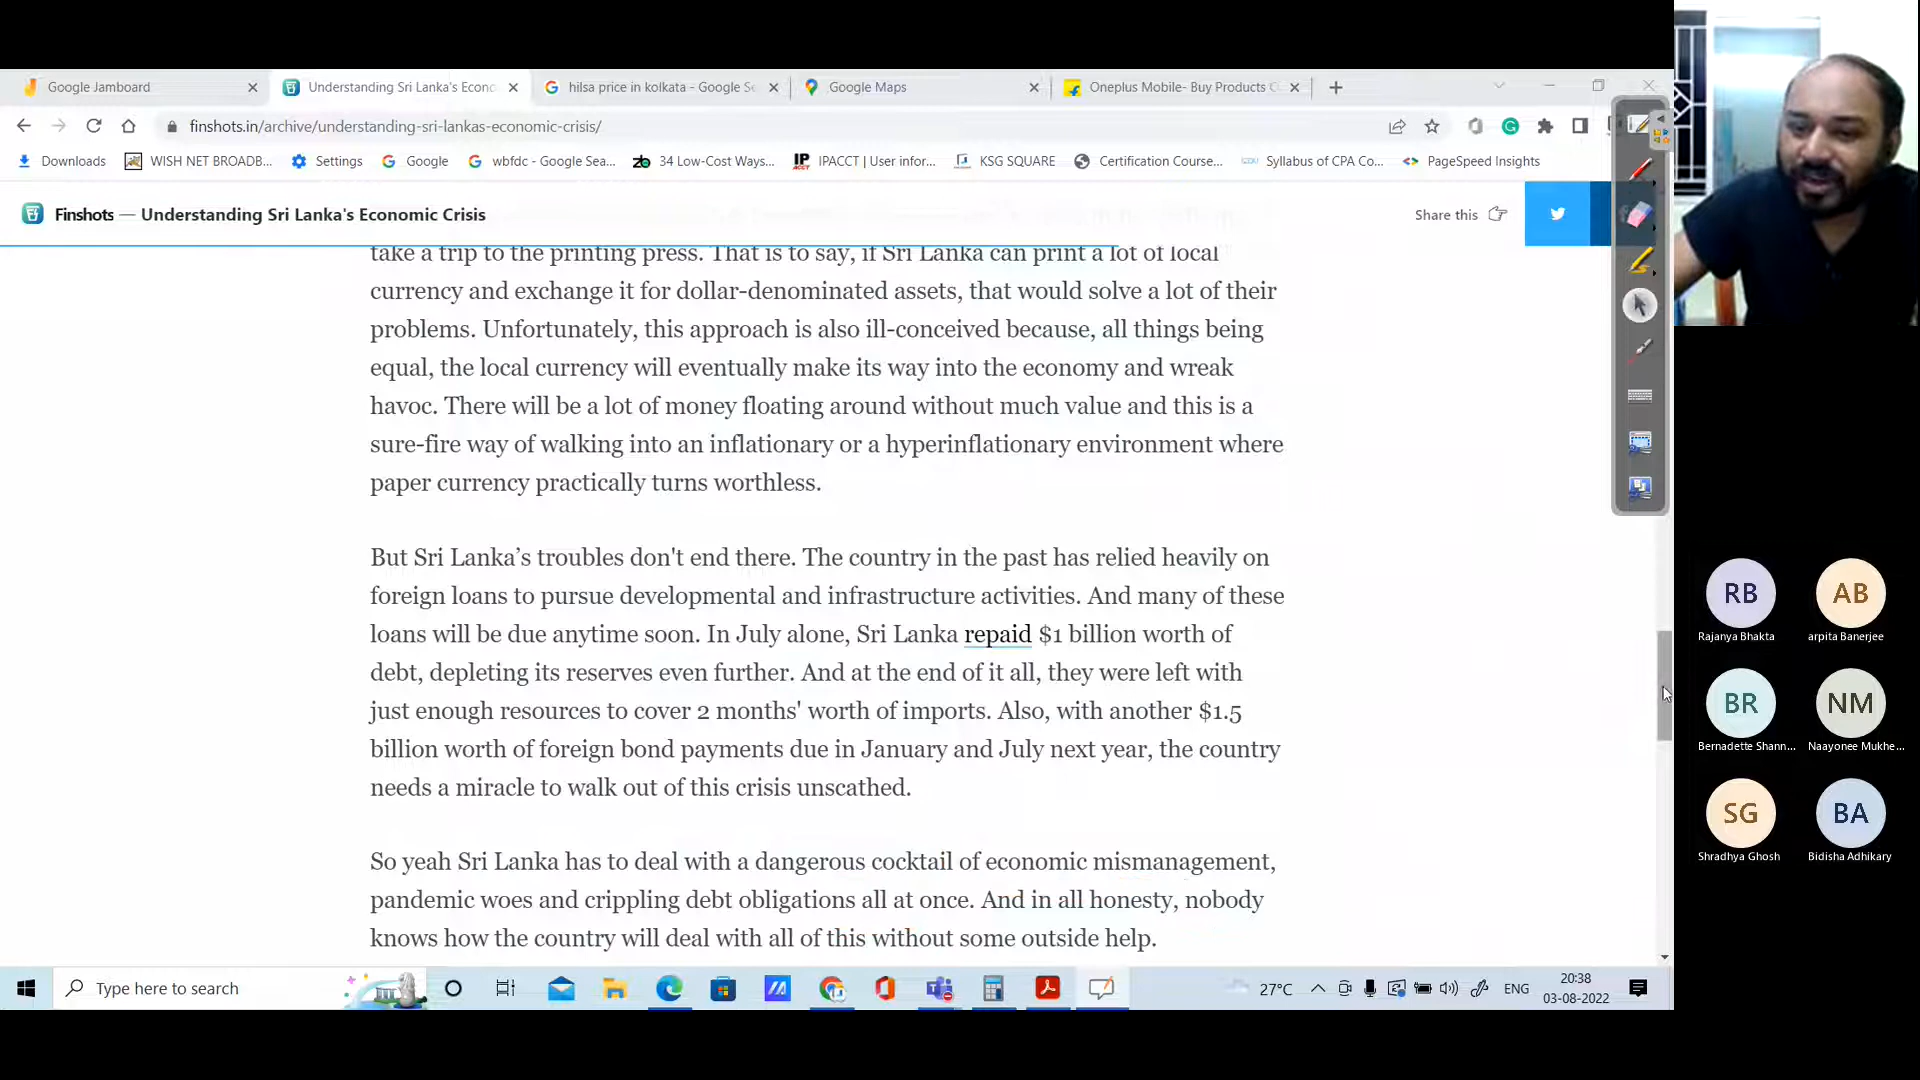 Google Jamboard
Understanding Sri Lanka's Econ
hilsa price in kolkata - Google Se
Google Maps
Oneplus Mobile- Buy Products O
finshots.in/archive/understanding-sri-lankas-economic-crisis/
Downloads
WISH NET BROADB...
Settings
Google
wbfdc - Google Sea...
34 Low-Cost Ways...
IPACCT | User infor...
KSG SQUARE
Certification Course...
Syllabus of CPA Co...
PageSpeed Insights
Finshots — Understanding Sri Lanka's Economic Crisis
Share this
take a trip to the printing press. That is to say, if Sri Lanka can print a lot of local
currency and exchange it for dollar-denominated assets, that would solve a lot of their
problems. Unfortunately, this approach is also ill-conceived because, all things being
equal, the local currency will eventually make its way into the economy and wreak
havoc. There will be a lot of money floating around without much value and this is a
sure-fire way of walking into an inflationary or a hyperinflationary environment where
paper currency practically turns worthless.
But Sri Lanka’s troubles don't end there. The country in the past has relied heavily on
foreign loans to pursue developmental and infrastructure activities. And many of these
loans will be due anytime soon. In July alone, Sri Lanka repaid $1 billion worth of
debt, depleting its reserves even further. And at the end of it all, they were left with
just enough resources to cover 2 months' worth of imports. Also, with another $1.5
billion worth of foreign bond payments due in January and July next year, the country
needs a miracle to walk out of this crisis unscathed.
So yeah Sri Lanka has to deal with a dangerous cocktail of economic mismanagement,
pandemic woes and crippling debt obligations all at once. And in all honesty, nobody
knows how the country will deal with all of this without some outside help.
RB
Rajanya Bhakta
AB
arpita Banerjee
BR
Bernadette Shann...
NM
Naayonee Mukhe...
SG
Shradhya Ghosh
BA
Bidisha Adhikary
Type here to search
27°C
ENG
20:38
03-08-2022